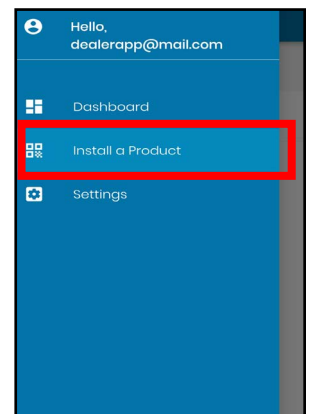 Hello,
dealerapp@mail.com
Dashboard
Install a Product
Settings